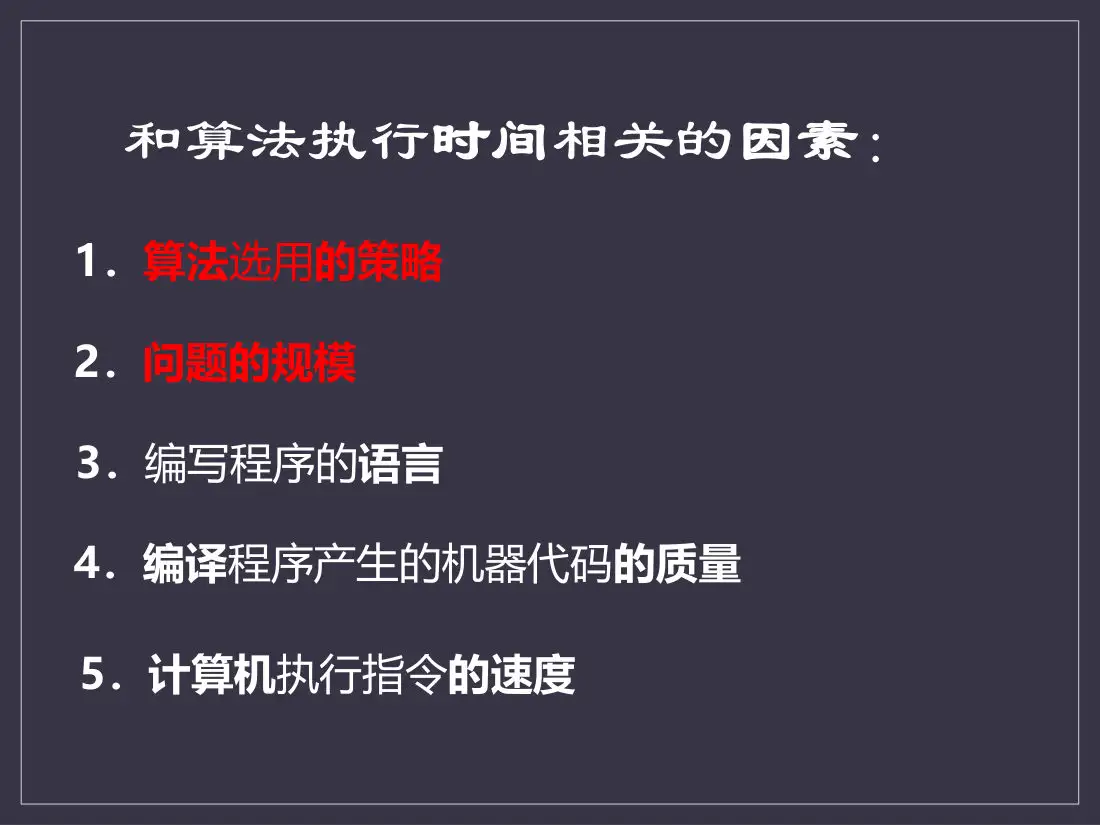 和算法执行时间相关的因素:
1. 算法选用的策略
2. 问题的规模
3. 编写程序的语言
4. 编译程序产生的机器代码的质量
5. 计算机执行指令的速度